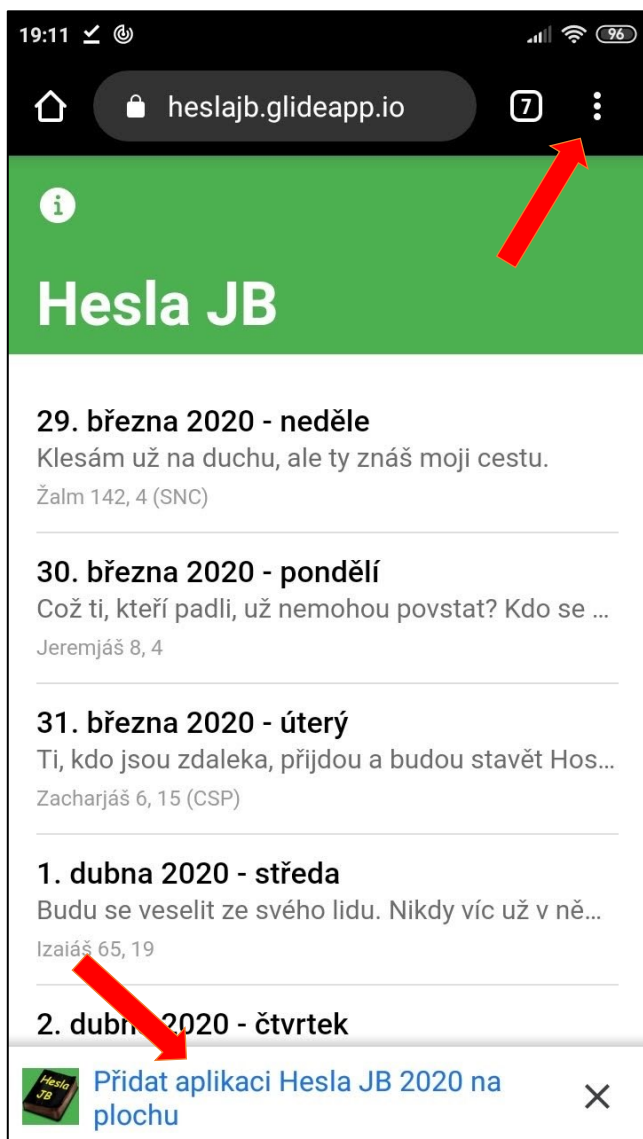 19:11
96
heslajb.glideapp.io
7
Hesla JB
29. března 2020 - neděle
Klesám už na duchu, ale ty znáš moji cestu.
Žalm 142, 4 (SNC)
30. března 2020 - pondělí
Což ti, kteří padli, už nemohou povstat? Kdo se ...
Jeremjáš 8, 4
31. března 2020 - úterý
Ti, kdo jsou zdaleka, přijdou a budou stavět Hos...
Zacharjáš 6, 15 (CSP)
1. dubna 2020 - středa
Budu se veselit ze svého lidu. Nikdy víc už v ně...
Izaiáš 65, 19
2. dubna 2020 - čtvrtek
Hesla
JB
Přidat aplikaci Hesla JB 2020 na
plochu